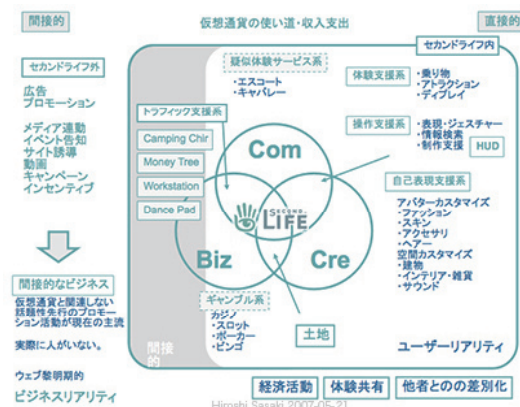 間接的
仮想通貨の使い道・収入支出
直接的
セカンドライフ外
広告
プロモーション
メディア連動
イベント告知
サイト誘導
動画
キャンペーン
インセンティブ
間接的なビジネス
仮想通貨と関連しない
話題性先行のプロモー
ション活動が現在の主流
実際に人がいない。
ウェブ黎明期的
ビジネスリアリティ
セカンドライフ内
疑似体験サービス系
・エスコート
・キャバレー
トラフィック支援系
Camping Chir
Money Tree
Workstation
Dance Pad
Com
Biz
Cre
SECOND
LIFE
体験支援系
・乗り物
・アトラクション
・ディプレイ
操作支援系
・表現・ジェスチャー
・情報検索
・制作支援
HUD
自己表現支援系
アバターカスタマイズ
・ファッション
・スキン
・アクセサリ
・ヘアー
空間カスタマイズ
・建物
・インテリア・雑貨
・サウンド
ギャンブル系
カジノ
・スロット
・ポーカー
・ビンゴ
土地
間接
的
ユーザーリアリティ
経済活動
体験共有
他者とのの差別化
Hiroshi Sasaki 2007-05-21